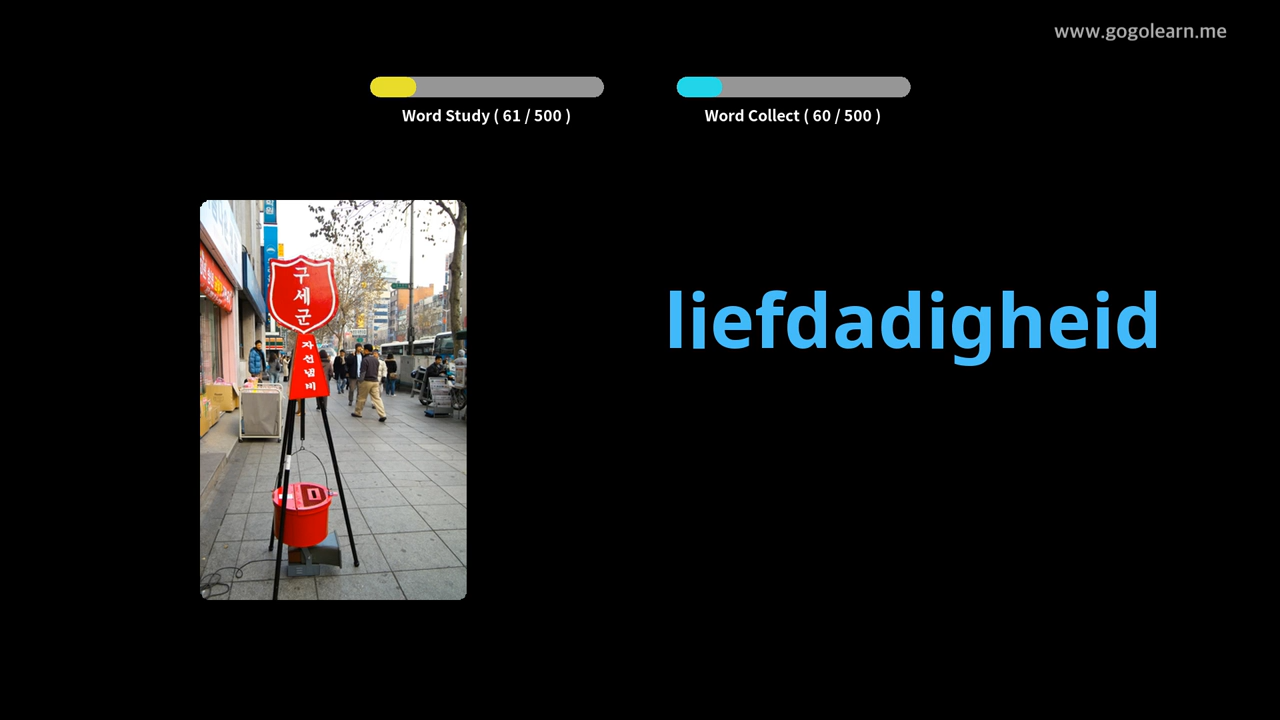 www.gogolearn.me
Word Study ( 61 / 500 )
Word Collect ( 60 / 500 )
liefdadigheid
구세군
자선냄비